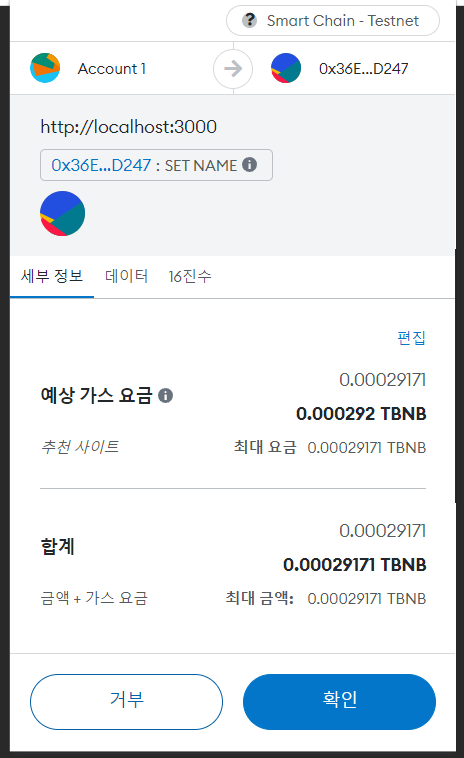 Smart Chain - Testnet
Account 1
0x36E...D247
http://localhost:3000
0x36E...D247 : SET NAME
세부 정보 데이터 16진수
편집
0.00029171
예상 가스 요금 0.000292 TBNB
추천 사이트 최대 요금 0.00029171 TBNB
0.00029171
합계 0.00029171 TBNB
금액 + 가스 요금 최대 금액: 0.00029171 TBNB
거부 확인